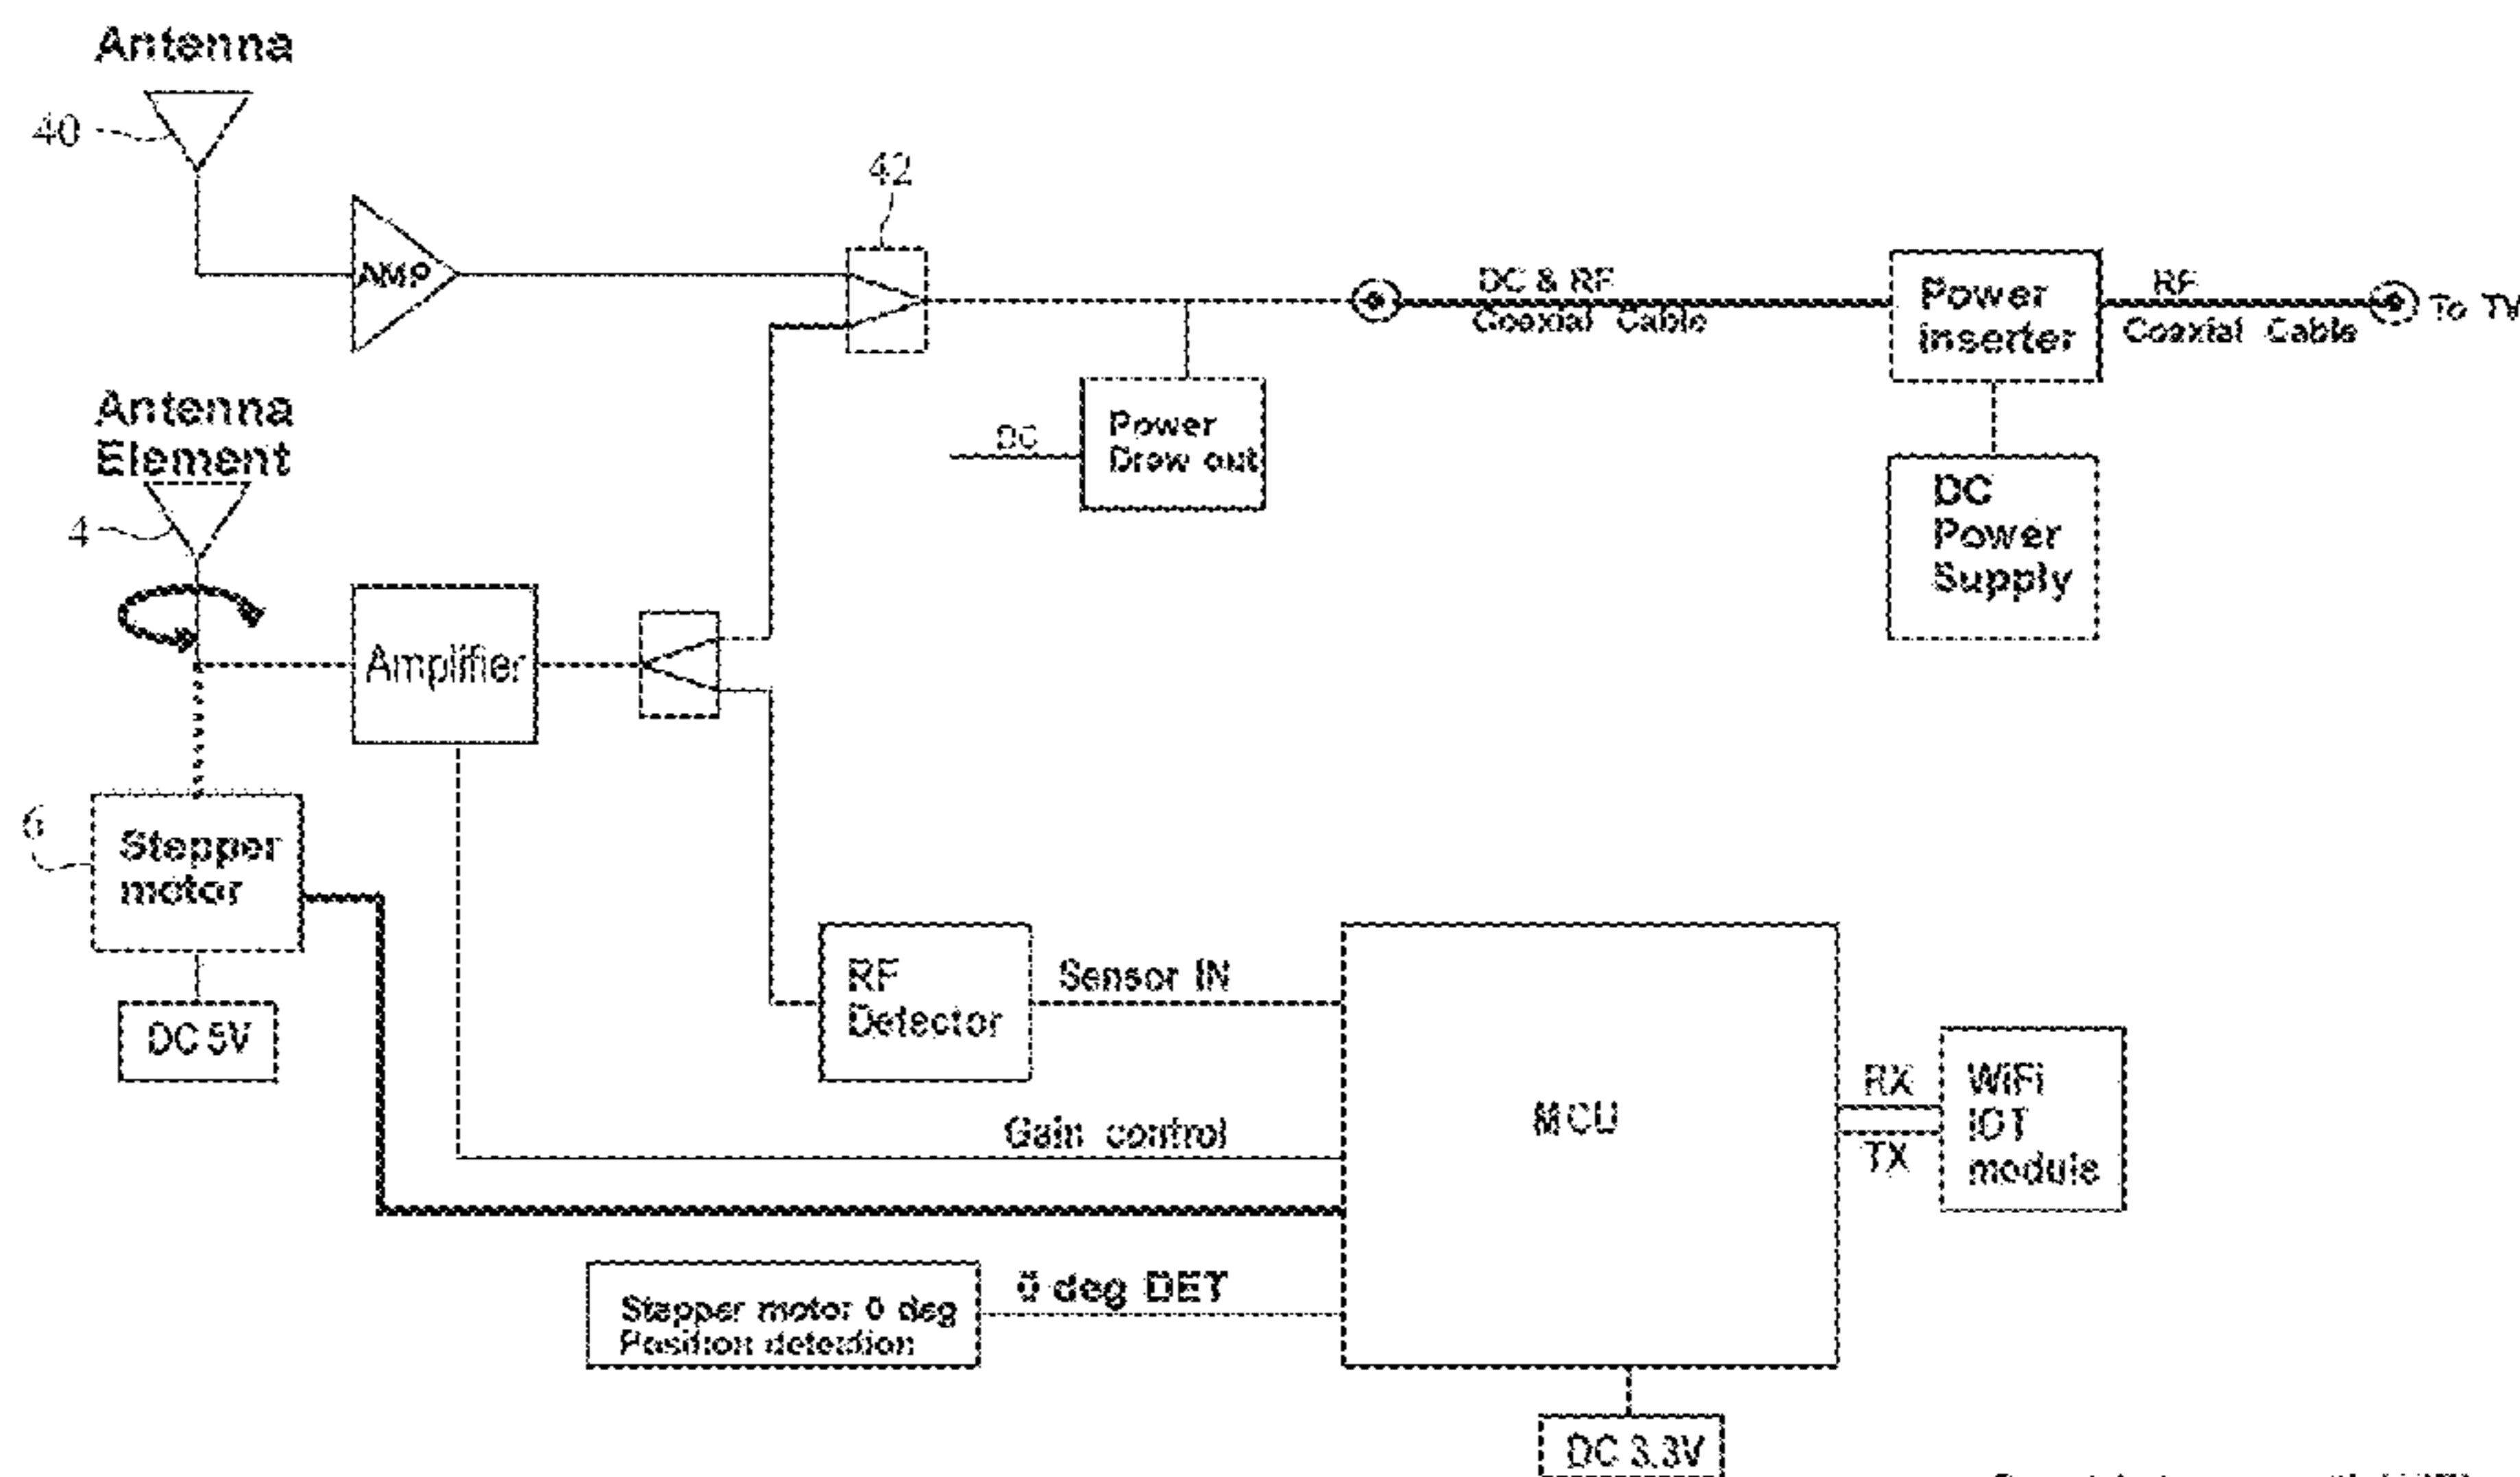 Antenna
40
42
AMP
DC & RF
Coaxial Cable
Power
inserter
RF
Coaxial Cable
To TV
Antenna
Element
4
DC
Power
Draw out
DC
Power
Supply
Amplifier
6
Stepper
motor
DC 5V
RF
Detector
Sensor IN
MCU
RX
TX
WiFi
IOT
module
Gain control
Stepper motor 0 deg
Position detection
0 deg DET
DC 3.3V